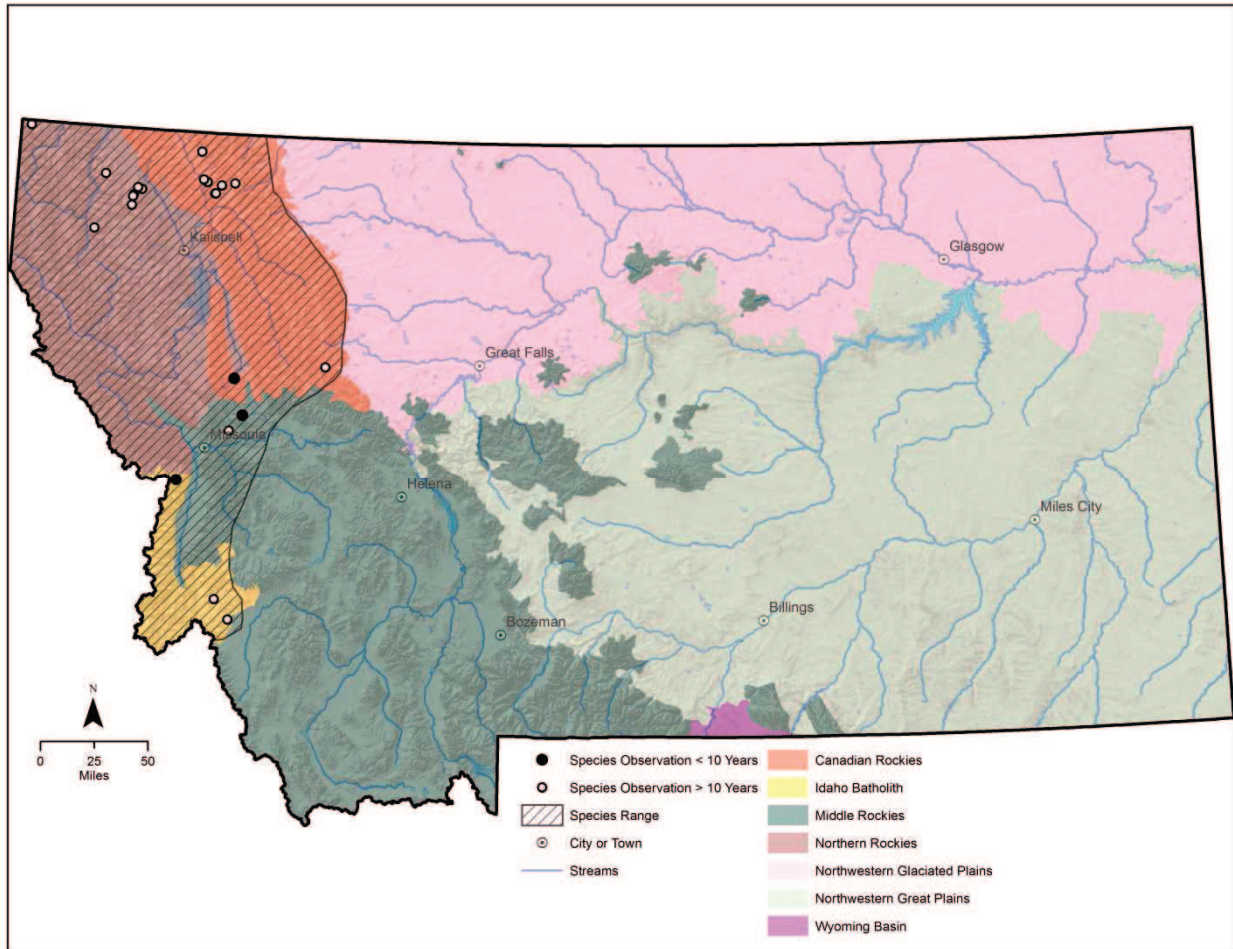 Kalispell
Glasgow
Great Falls
Missoula
Helena
Miles City
Billings
Bozeman
N
0 25 50
Miles
Species Observation < 10 Years
Species Observation > 10 Years
Species Range
City or Town
Streams
Canadian Rockies
Idaho Batholith
Middle Rockies
Northern Rockies
Northwestern Glaciated Plains
Northwestern Great Plains
Wyoming Basin